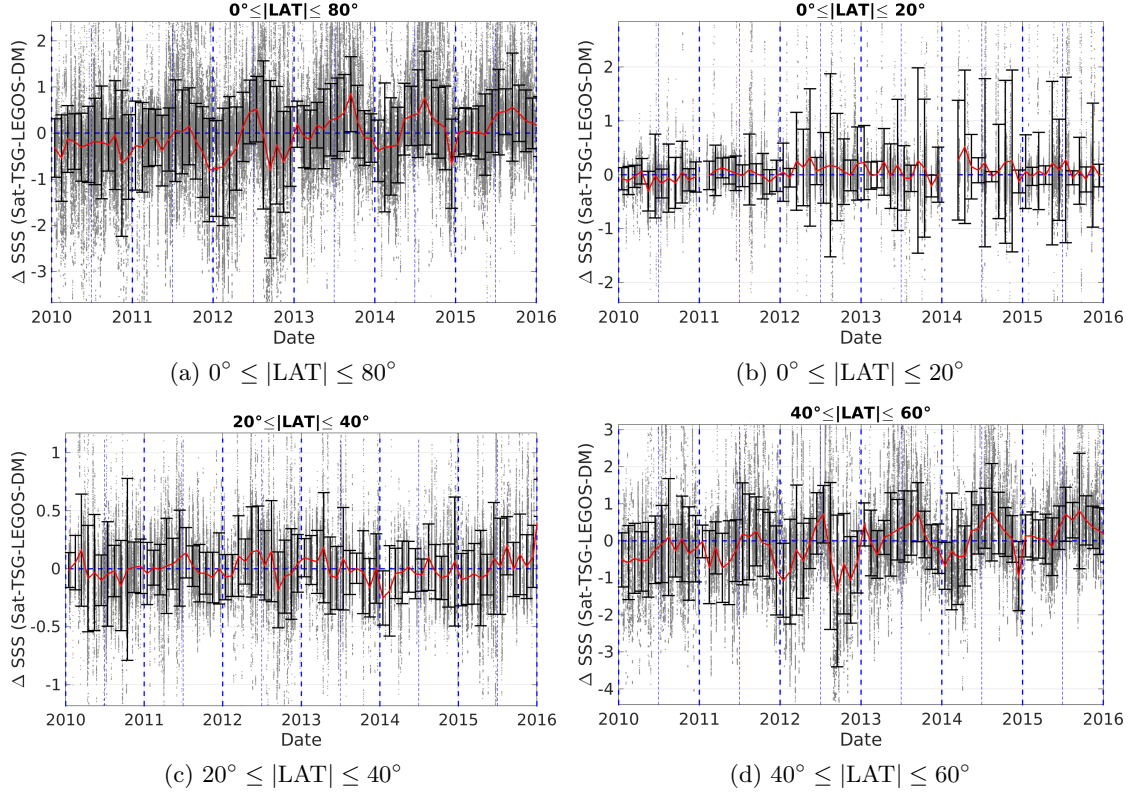 0°≤|LAT|≤ 80°
Δ SSS (Sat-TSG-LEGOS-DM)
2
1
0
-1
-2
-3
2010 2011 2012 2013 2014 2015 2016
Date
(a) 0° ≤ |LAT| ≤ 80°
0°≤|LAT|≤ 20°
Δ SSS (Sat-TSG-LEGOS-DM)
2
1
0
-1
-2
2010 2011 2012 2013 2014 2015 2016
Date
(b) 0° ≤ |LAT| ≤ 20°
20°≤|LAT|≤ 40°
Δ SSS (Sat-TSG-LEGOS-DM)
1
0.5
0
-0.5
-1
2010 2011 2012 2013 2014 2015 2016
Date
(c) 20° ≤ |LAT| ≤ 40°
40°≤|LAT|≤ 60°
Δ SSS (Sat-TSG-LEGOS-DM)
3
2
1
0
-1
-2
-3
-4
2010 2011 2012 2013 2014 2015 2016
Date
(d) 40° ≤ |LAT| ≤ 60°